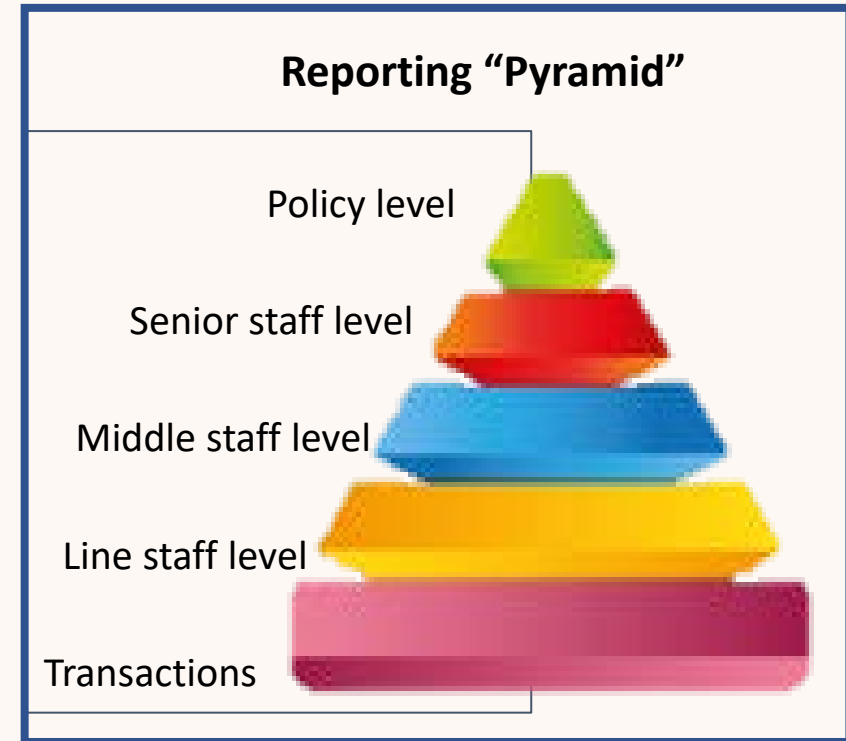 Reporting “Pyramid”
Policy level
Senior staff level
Middle staff level
Line staff level
Transactions